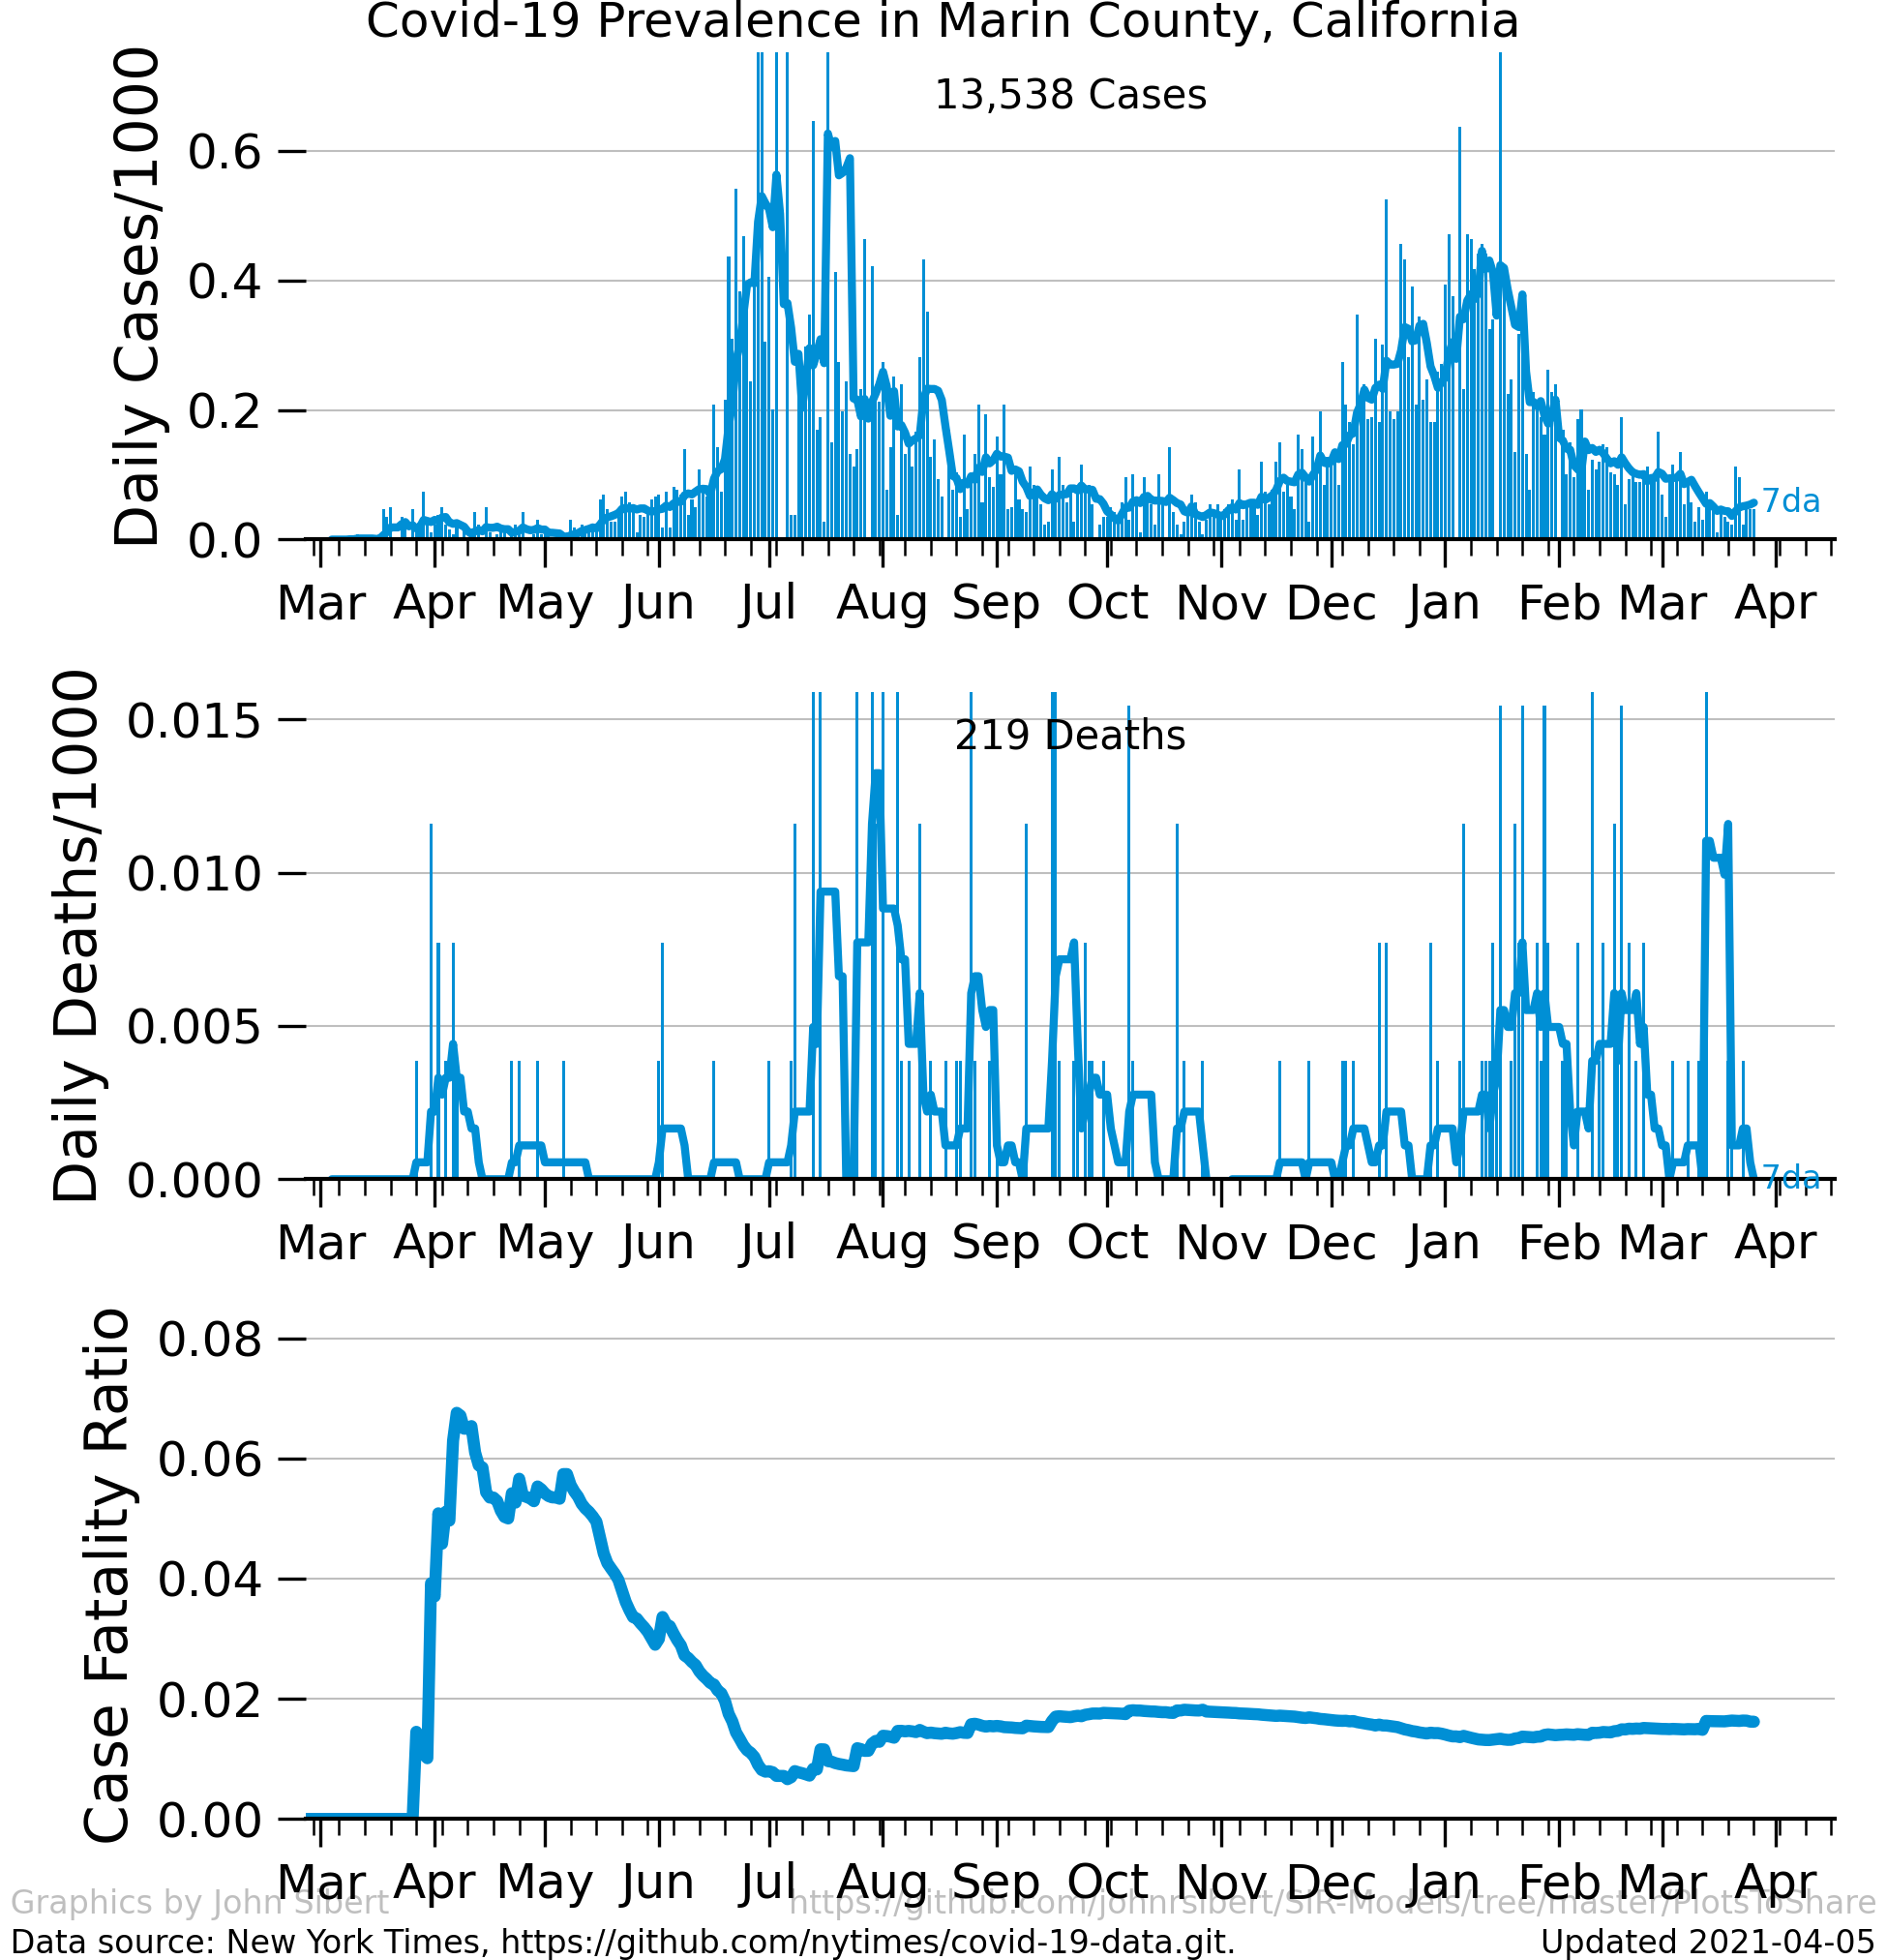 Covid-19 Prevalence in Marin County, California
13,538 Cases
Daily Cases/1000
0.6
0.4
0.2
0.0
7da
Mar Apr May Jun Jul Aug Sep Oct Nov Dec Jan Feb Mar Apr
219 Deaths
Daily Deaths/1000
0.015
0.010
0.005
0.000
7da
Mar Apr May Jun Jul Aug Sep Oct Nov Dec Jan Feb Mar Apr
Case Fatality Ratio
0.08
0.06
0.04
0.02
0.00
Mar Apr May Jun Jul Aug Sep Oct Nov Dec Jan Feb Mar Apr
Graphics by John Sibert https://github.com/johnrsibert/SIR-Models/tree/master/PlotsToShare
Data source: New York Times, https://github.com/nytimes/covid-19-data.git. Updated 2021-04-05